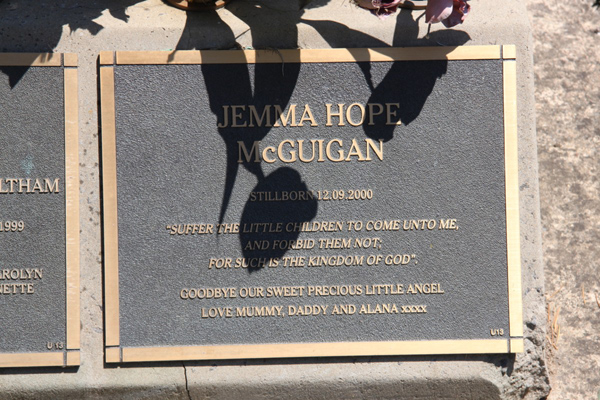 JEMMA HOPE
McGUIGAN
STILLBORN 12.09.2000
"SUFFER THE LITTLE CHILDREN TO COME UNTO ME,
AND FORBID THEM NOT;
FOR SUCH IS THE KINGDOM OF GOD".
GOODBYE OUR SWEET PRECIOUS LITTLE ANGEL
LOVE MUMMY, DADDY AND ALANA xxxx
U13
LTHAM
1999
AROLYN
NETTE
U 13